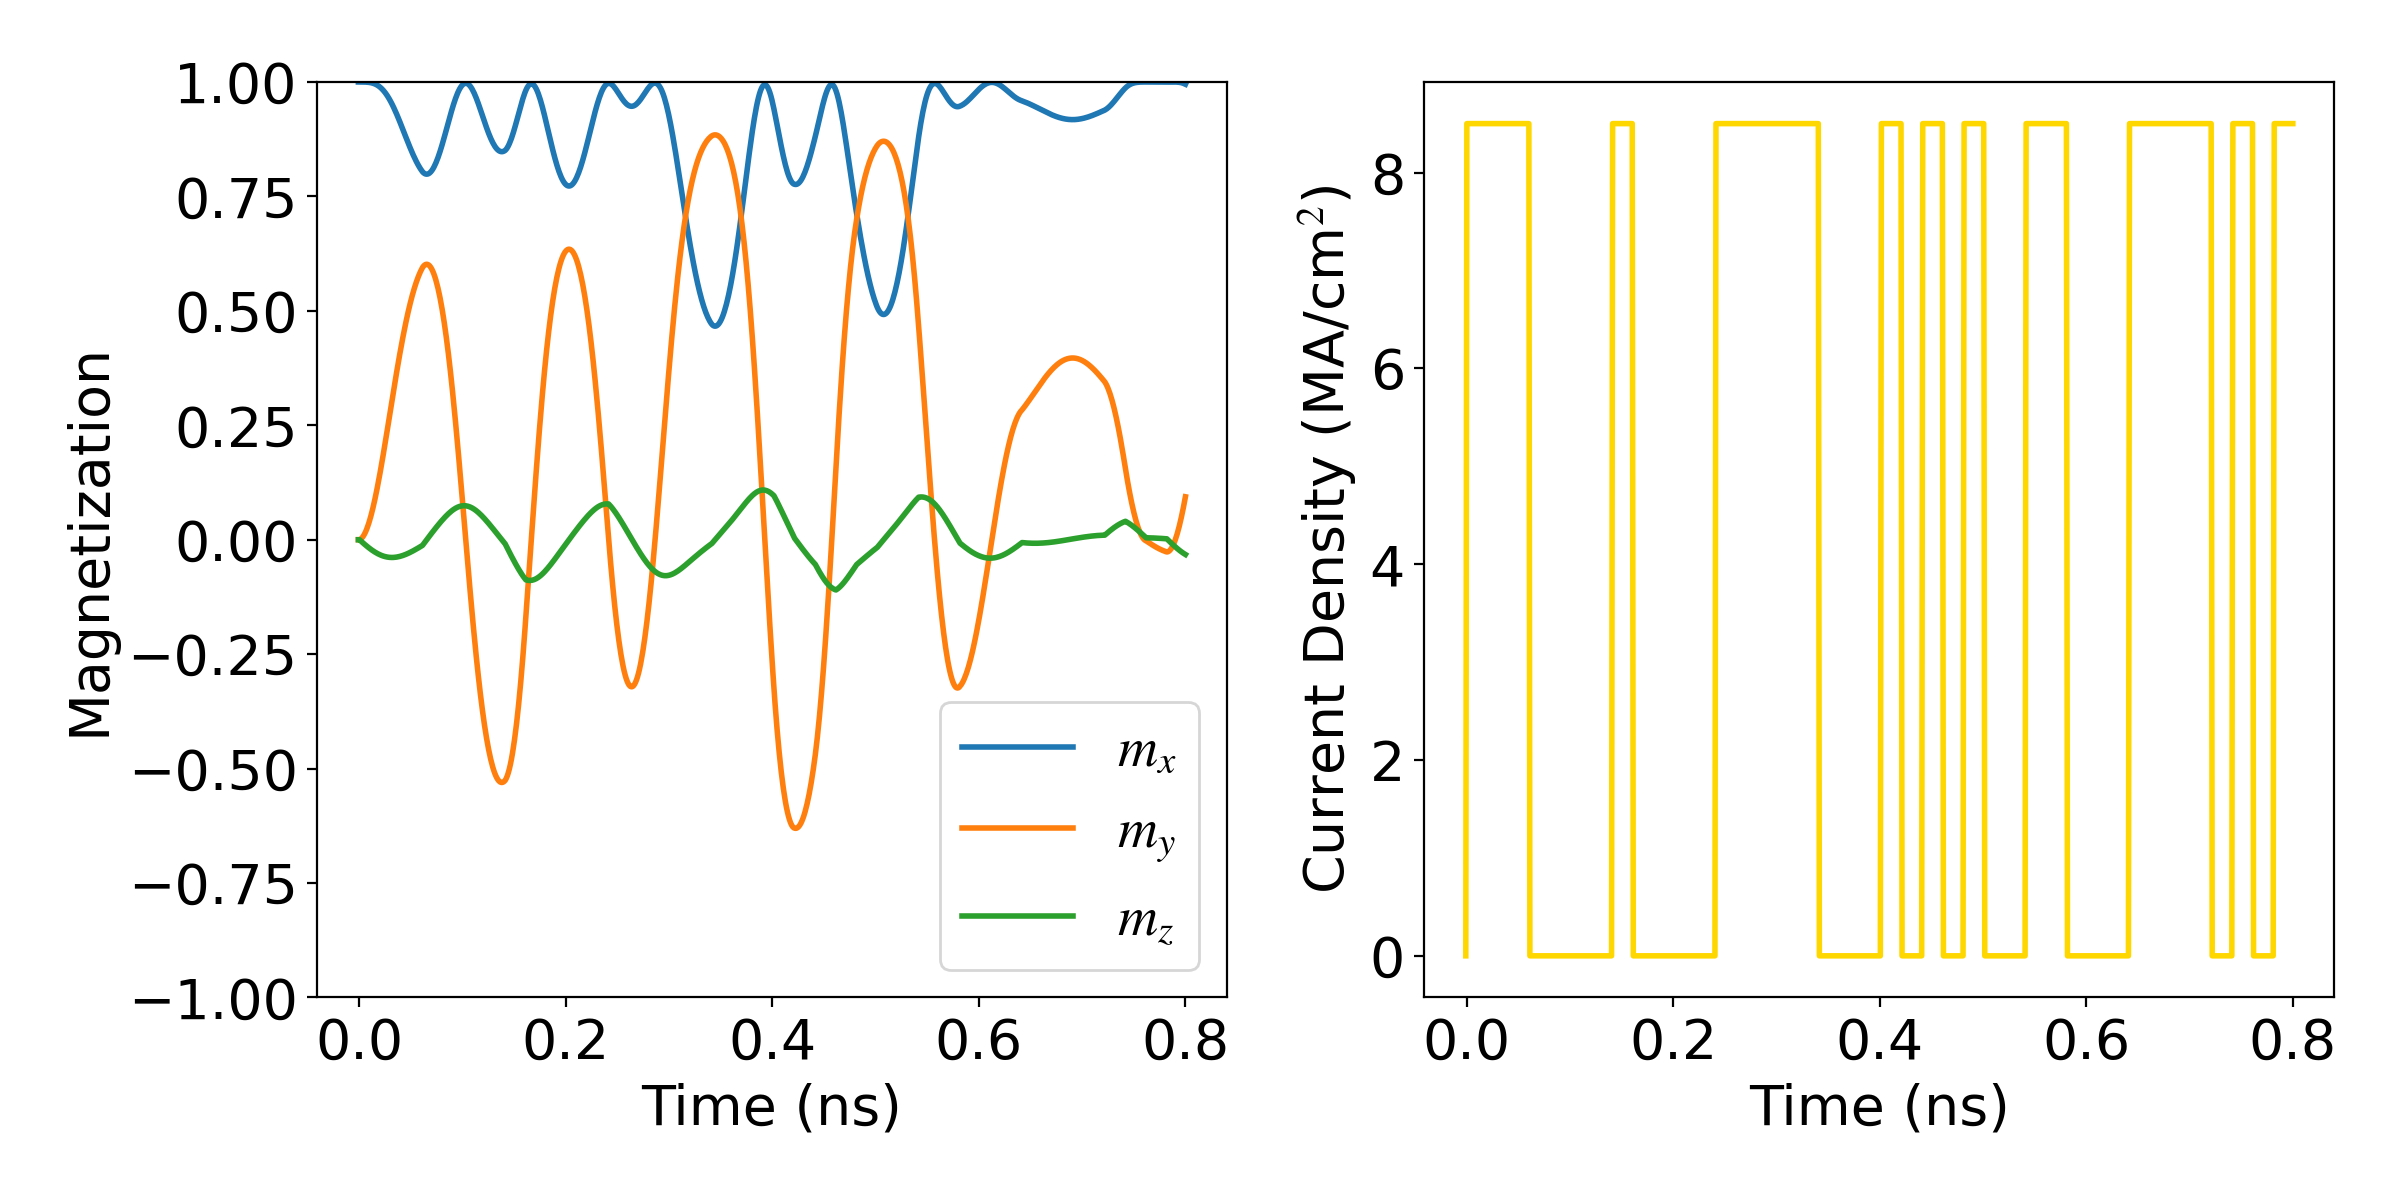 1.00
0.75
0.50
0.25
0.00
−0.25
−0.50
−0.75
−1.00
Magnetization
0.0 0.2 0.4 0.6 0.8
Time (ns)
m_x
m_y
m_z
8
6
4
2
0
Current Density (MA/cm²)
0.0 0.2 0.4 0.6 0.8
Time (ns)